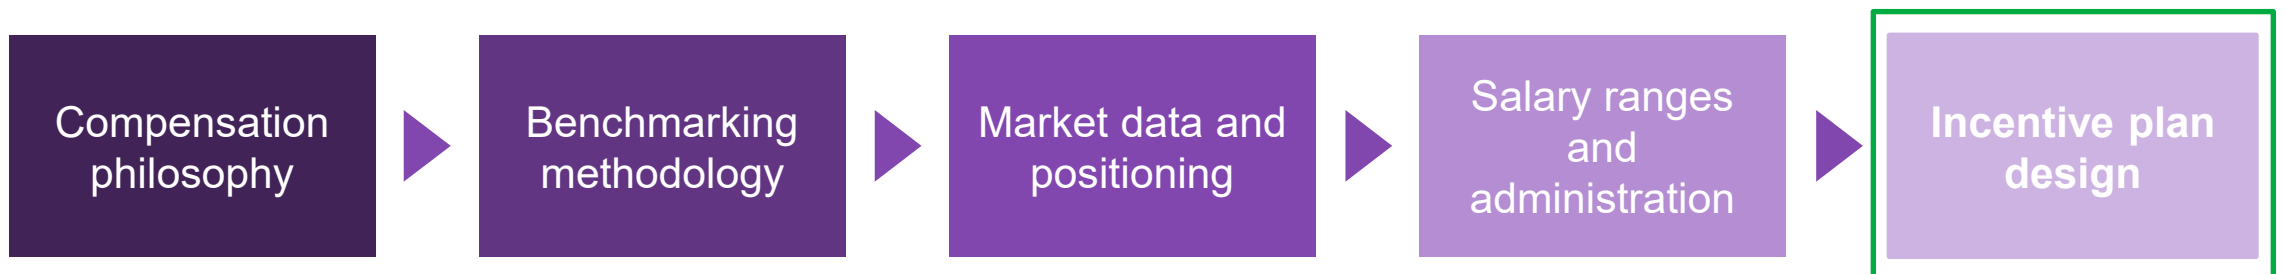 Compensation
philosophy
Benchmarking
methodology
Market data and
positioning
Salary ranges
and
administration
Incentive plan
design